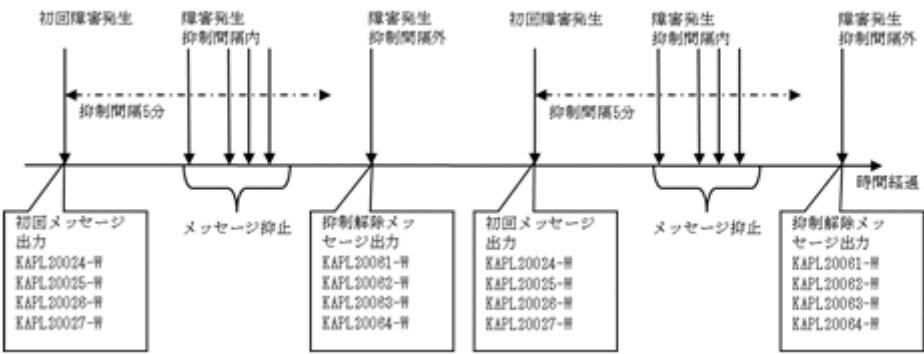 初回障害発生
障害発生
抑制間隔内
障害発生
抑制間隔外
初回障害発生
障害発生
抑制間隔内
障害発生
抑制間隔外
抑制間隔5分
抑制間隔5分
時間経過
初回メッセージ
出力
KAPL20024-W
KAPL20025-W
KAPL20026-W
KAPL20027-W
メッセージ抑止
抑制解除メッ
セージ出力
KAPL20061-W
KAPL20062-W
KAPL20063-W
KAPL20064-W
初回メッセージ
出力
KAPL20024-W
KAPL20025-W
KAPL20026-W
KAPL20027-W
メッセージ抑止
抑制解除メッ
セージ出力
KAPL20061-W
KAPL20062-W
KAPL20063-W
KAPL20064-W